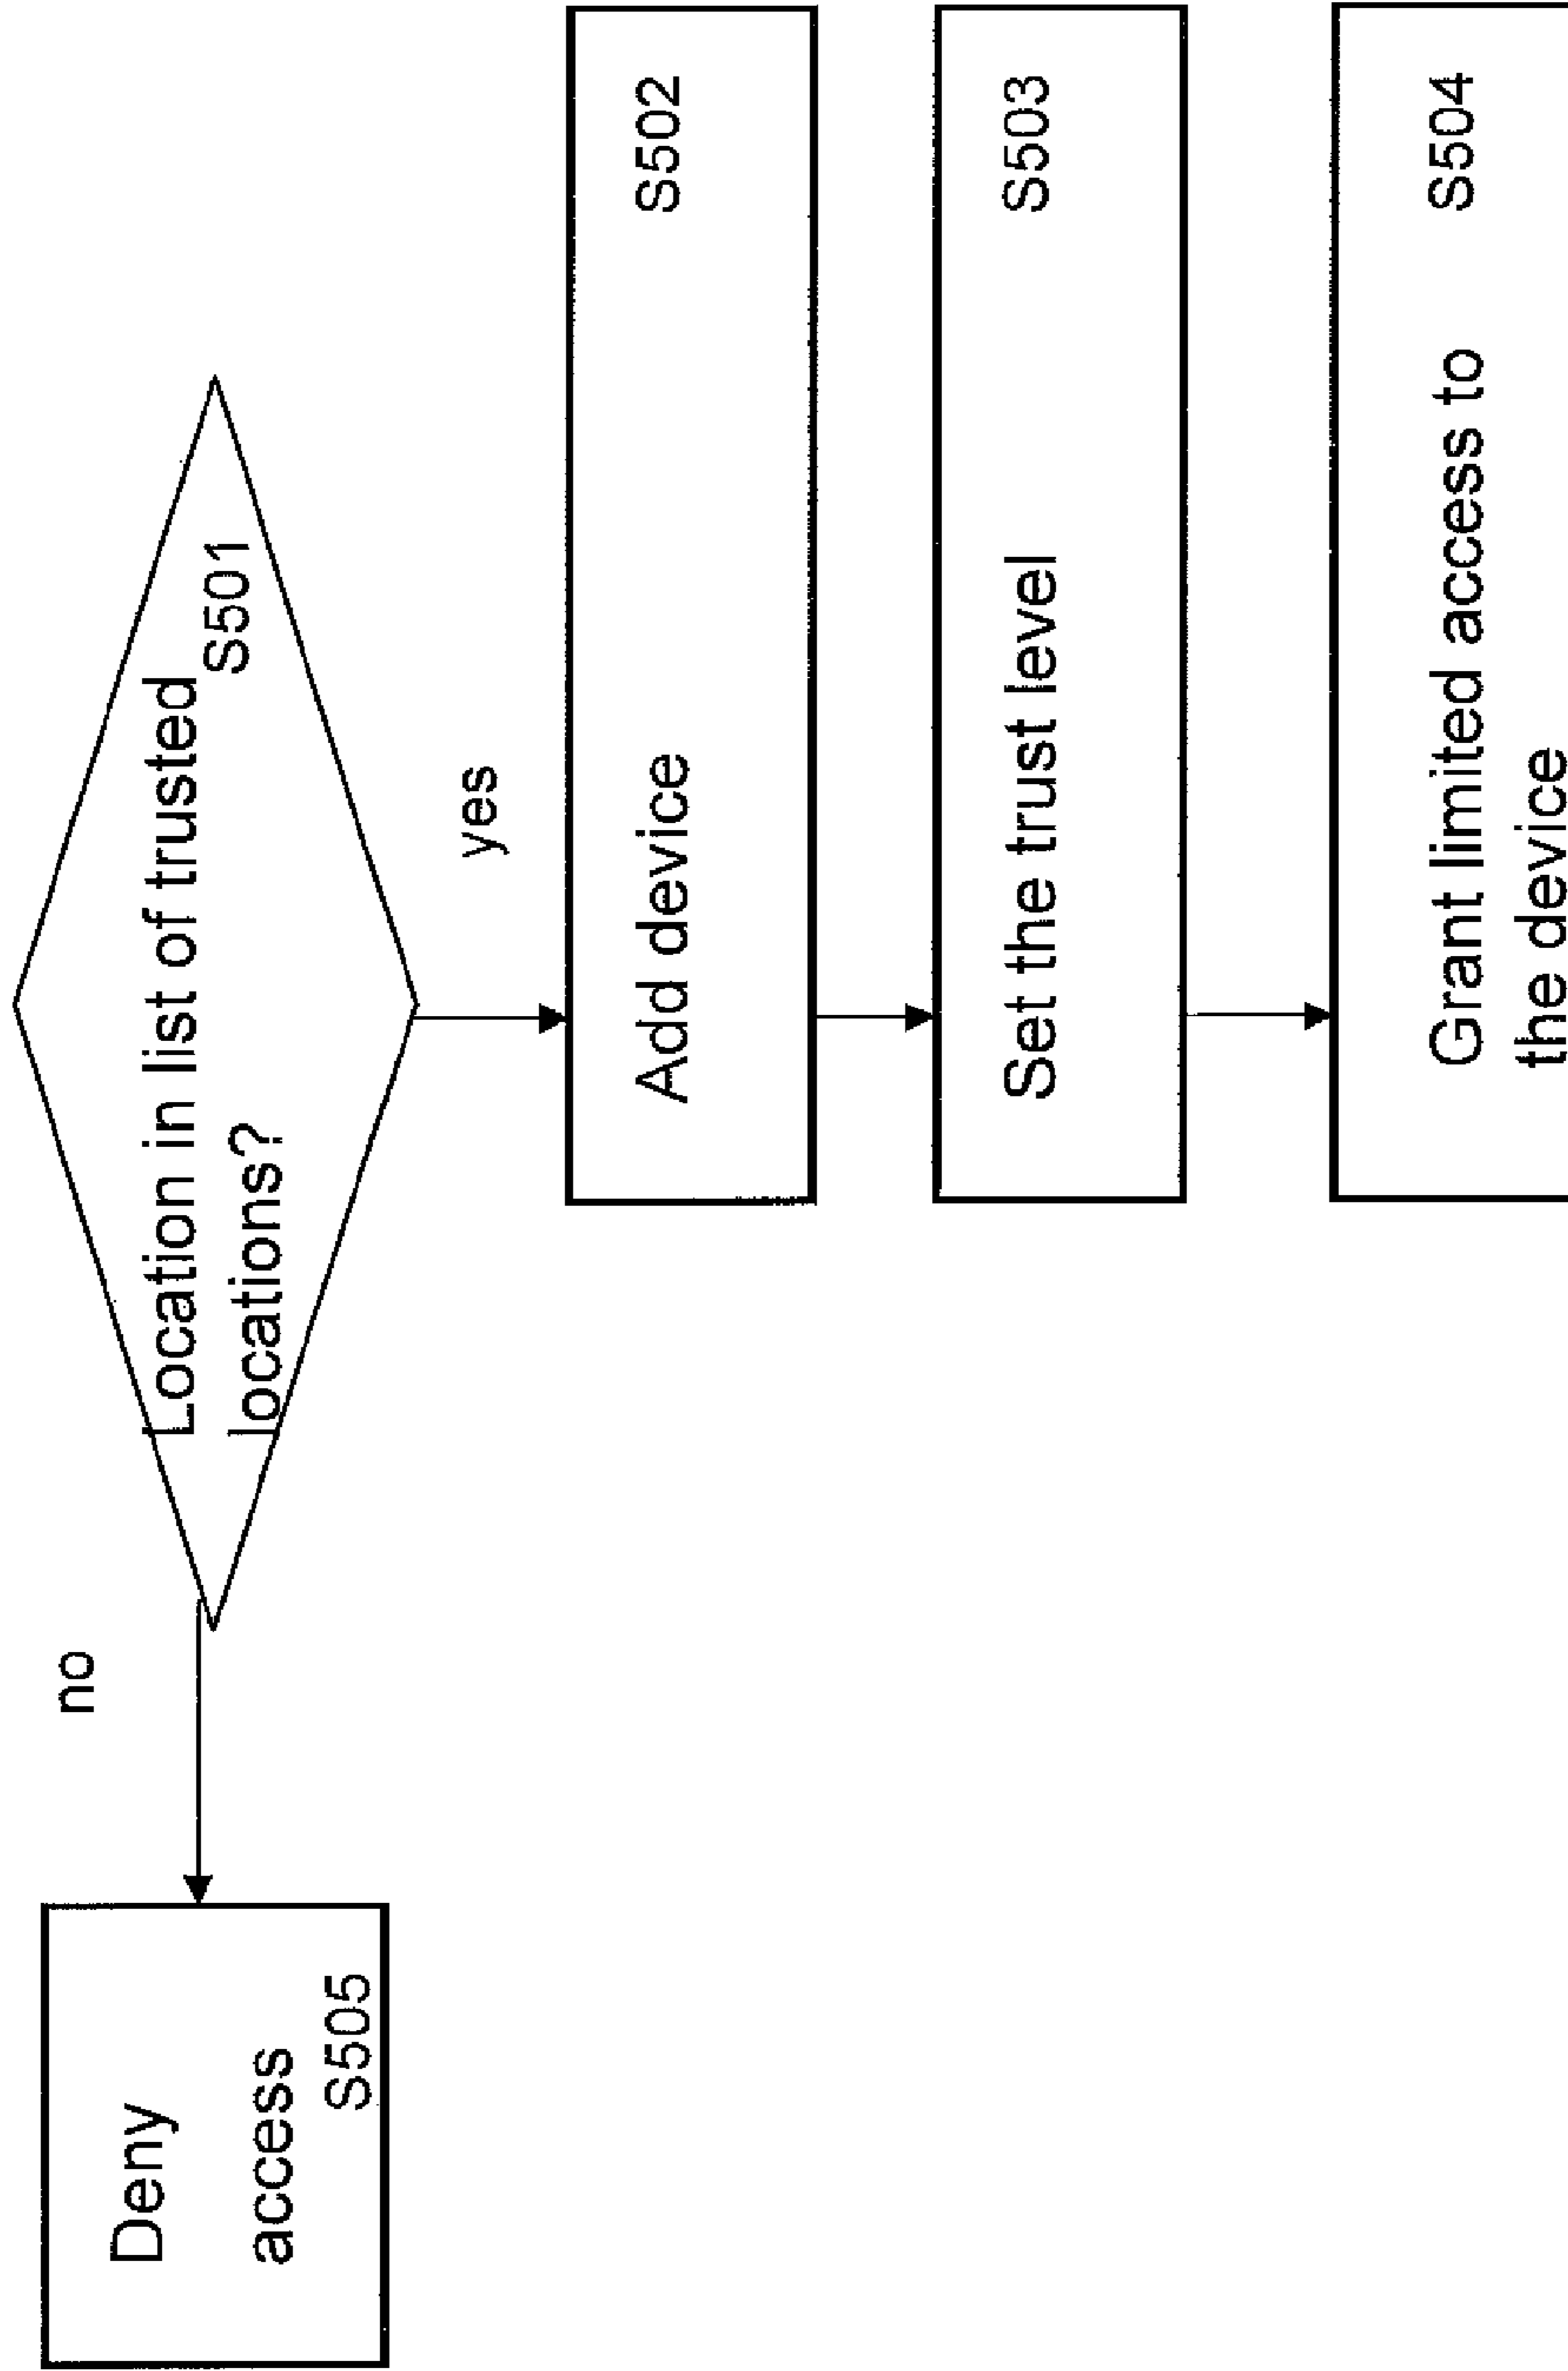 Location in list of trusted
S501
locations?
no
yes
Deny
access
S505
Add device S502
Set the trust level S503
Grant limited access to S504
the device